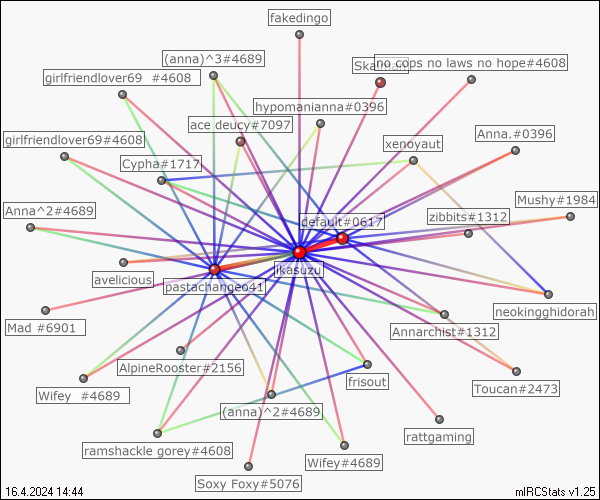 fakedingo
(anna)^3#4689
no cops no laws no hope#4608
girlfriendlover69  #4608
hypomanianna#0396
ace deucy#7097
Anna.#0396
girlfriendlover69#4608
xenoyaut
Cypha#1717
Mushy#1984
Anna^2#4689
default#0617
zibbits#1312
avelicious
jkasuzu
pastachangeo41
neokingghidorah
Mad #6901
Annarchist#1312
AlpineRooster#2156
frisout
Toucan#2473
Wifey  #4689
(anna)^2#4689
rattgaming
ramshackle gorey#4608
Wifey#4689
Soxy Foxy#5076
16.4.2024 14:44
mIRCStats v1.25